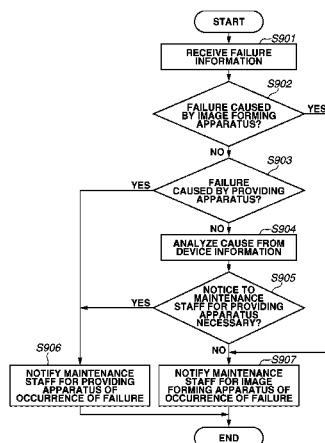 START
S901
RECEIVE FAILURE
INFORMATION
S902
FAILURE CAUSED
BY IMAGE FORMING
APPARATUS?
YES
NO
S903
FAILURE
CAUSED BY PROVIDING
APPARATUS?
YES
NO
S904
ANALYZE CAUSE FROM
DEVICE INFORMATION
S905
NOTICE TO
MAINTENANCE
STAFF FOR PROVIDING
APPARATUS
NECESSARY?
YES
NO
S906
NOTIFY MAINTENANCE
STAFF FOR PROVIDING
APPARATUS OF
OCCURRENCE OF FAILURE
S907
NOTIFY MAINTENANCE
STAFF FOR IMAGE
FORMING APPARATUS OF
OCCURRENCE OF FAILURE
END